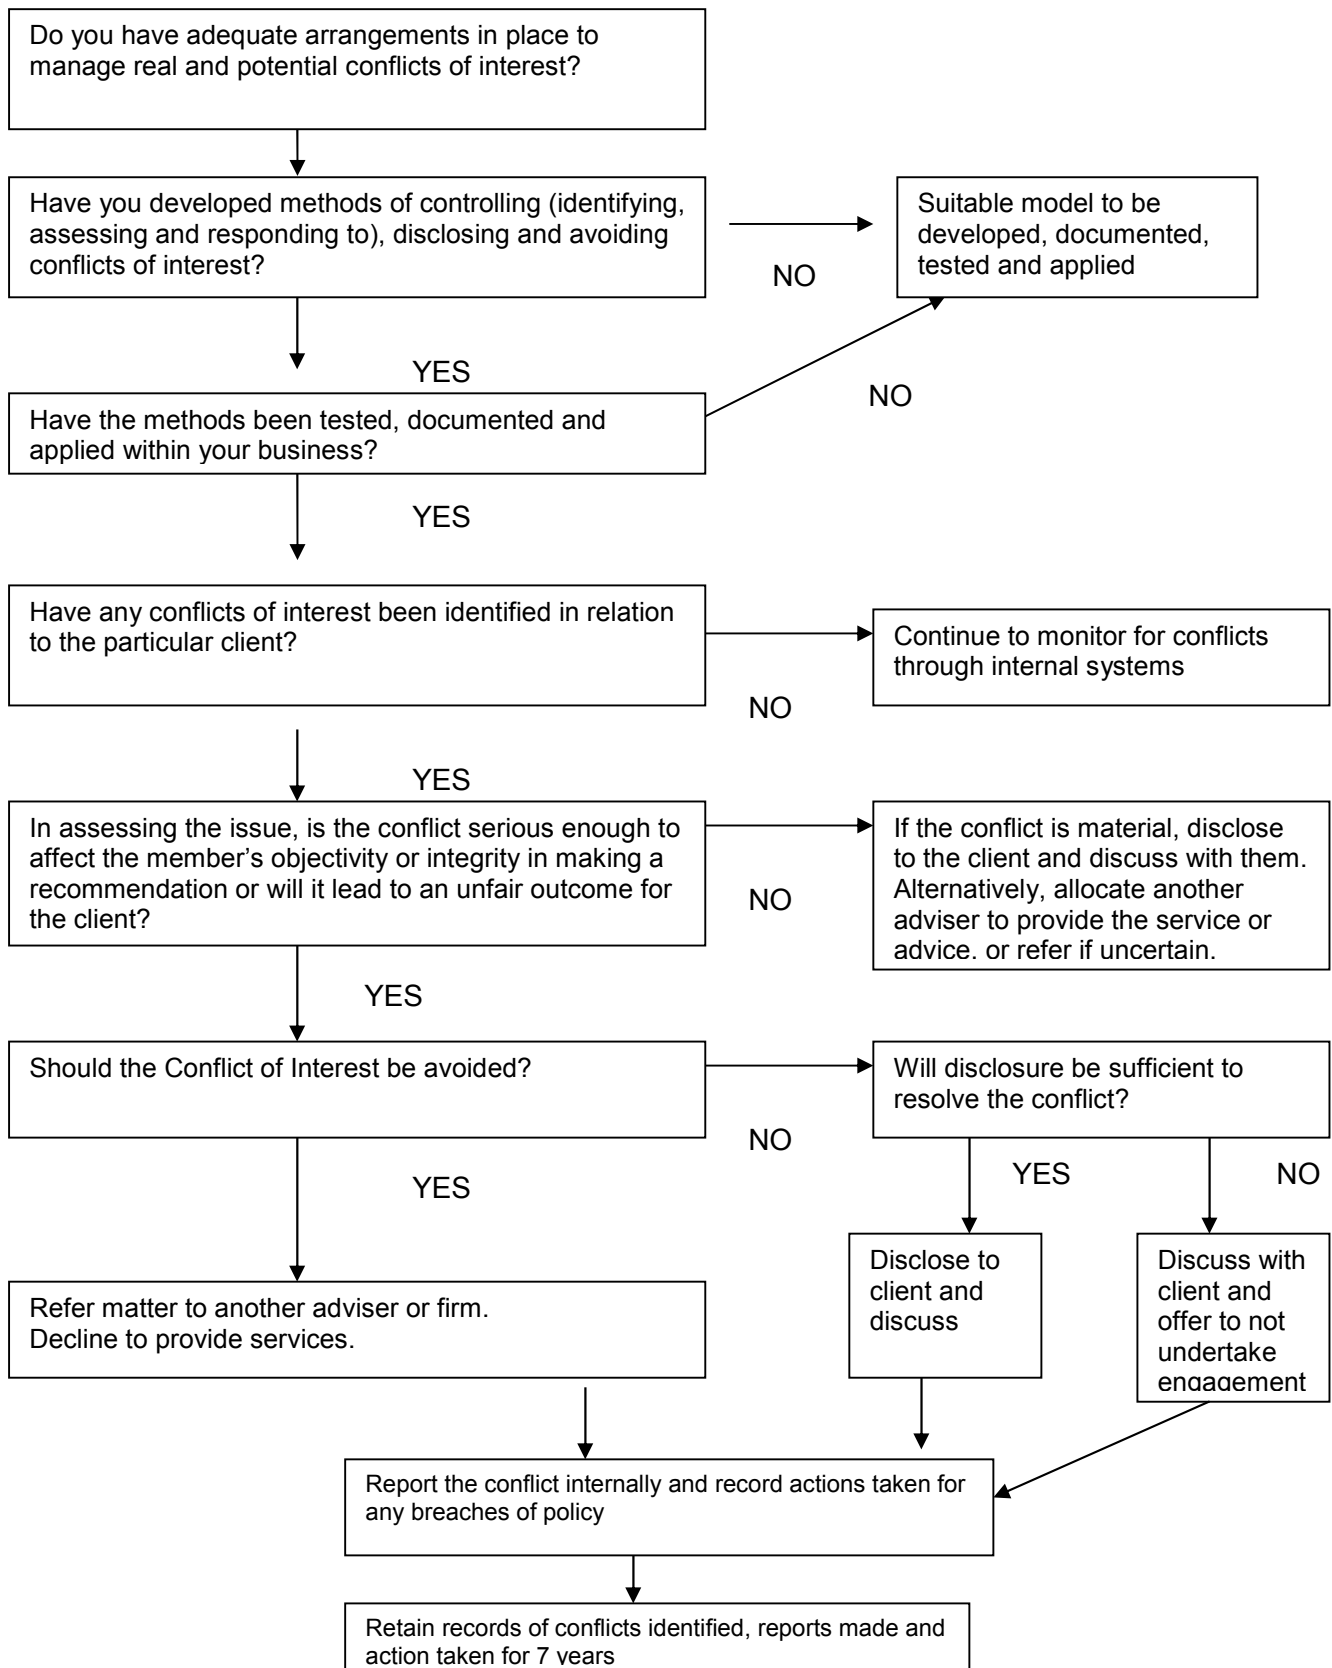 Do you have adequate arrangements in place to
manage real and potential conflicts of interest?
Have you developed methods of controlling (identifying,
assessing and responding to), disclosing and avoiding
conflicts of interest?
NO
Suitable model to be
developed, documented,
tested and applied
YES
NO
Have the methods been tested, documented and
applied within your business?
YES
Have any conflicts of interest been identified in relation
to the particular client?
NO
Continue to monitor for conflicts
through internal systems
YES
In assessing the issue, is the conflict serious enough to
affect the member's objectivity or integrity in making a
recommendation or will it lead to an unfair outcome for
the client?
NO
If the conflict is material, disclose
to the client and discuss with them.
Alternatively, allocate another
adviser to provide the service or
advice. or refer if uncertain.
YES
Should the Conflict of Interest be avoided?
NO
Will disclosure be sufficient to
resolve the conflict?
YES
YES
NO
Refer matter to another adviser or firm.
Decline to provide services.
Disclose to
client and
discuss
Discuss with
client and
offer to not
undertake
engagement
Report the conflict internally and record actions taken for
any breaches of policy
Retain records of conflicts identified, reports made and
action taken for 7 years